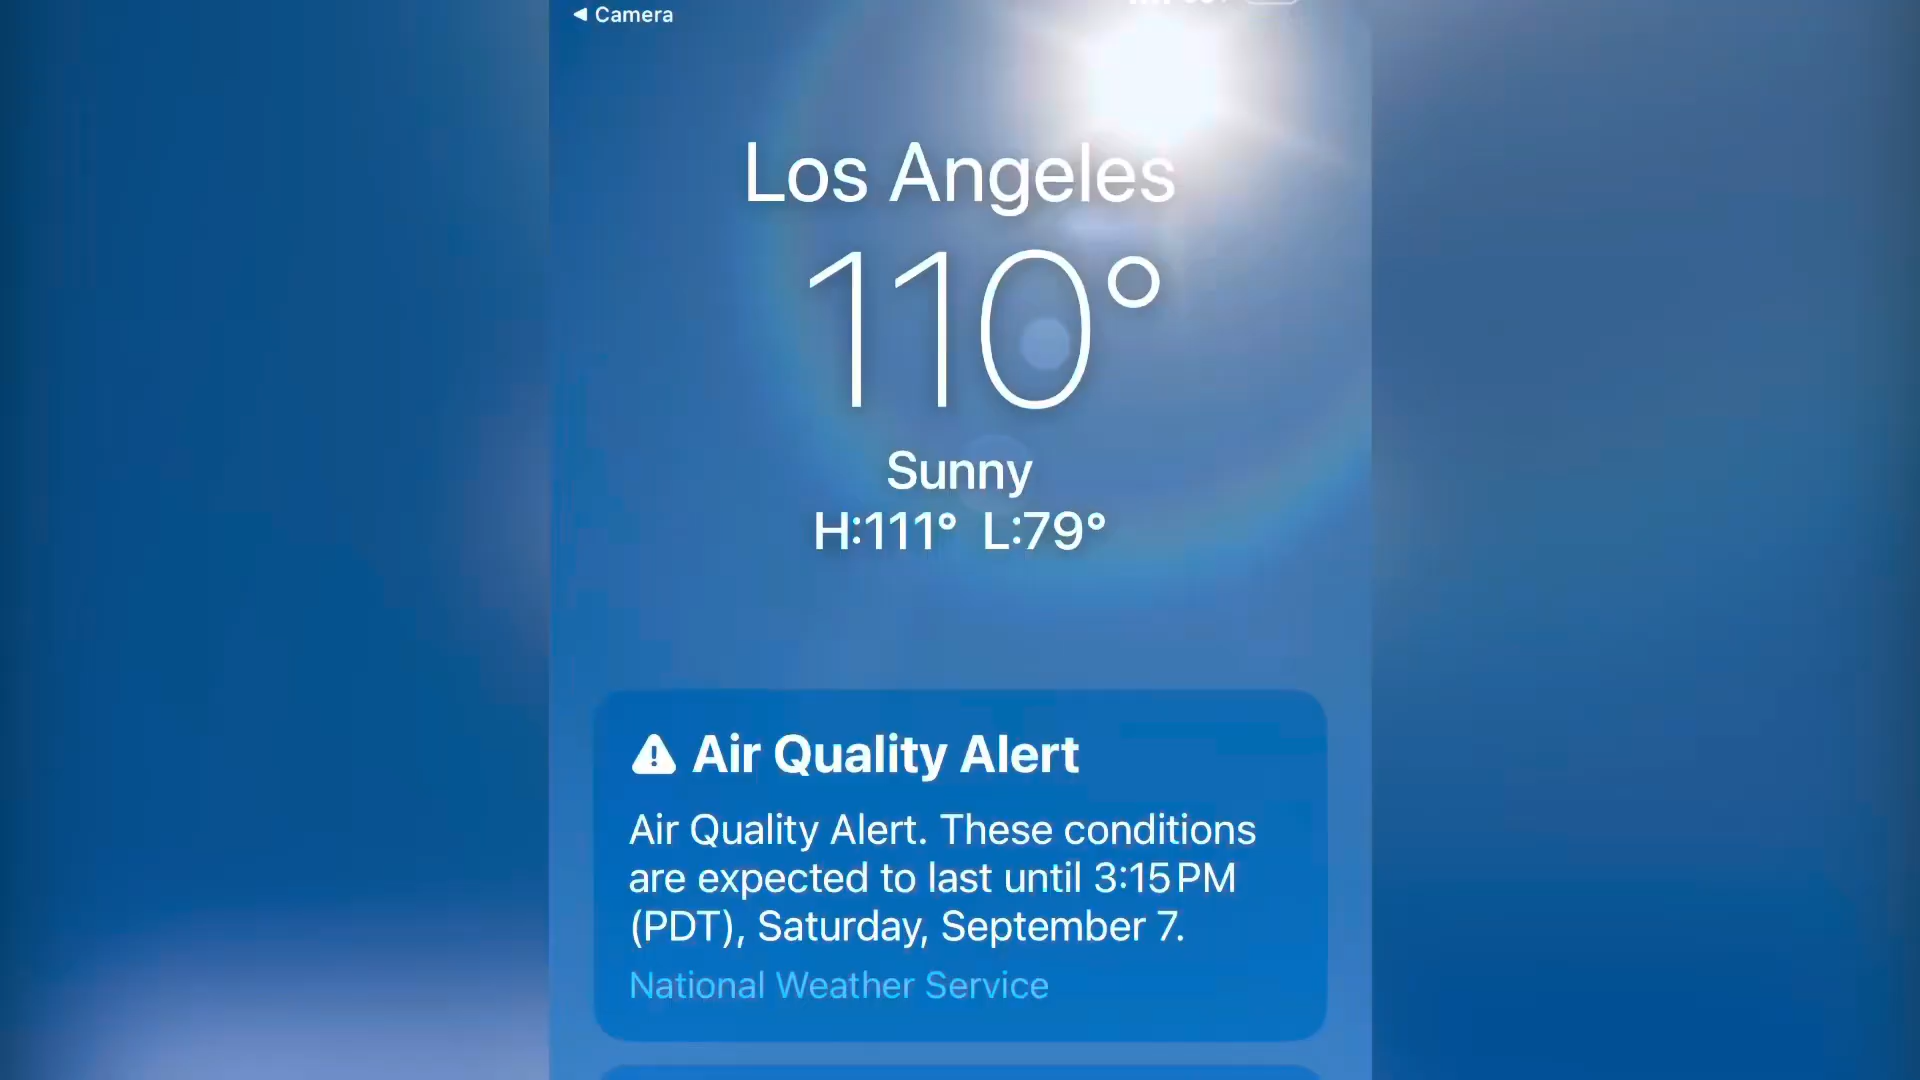 ◀ Camera
Los Angeles
110°
Sunny
H:111° L:79°
Air Quality Alert
Air Quality Alert. These conditions
are expected to last until 3:15 PM
(PDT), Saturday, September 7.
National Weather Service